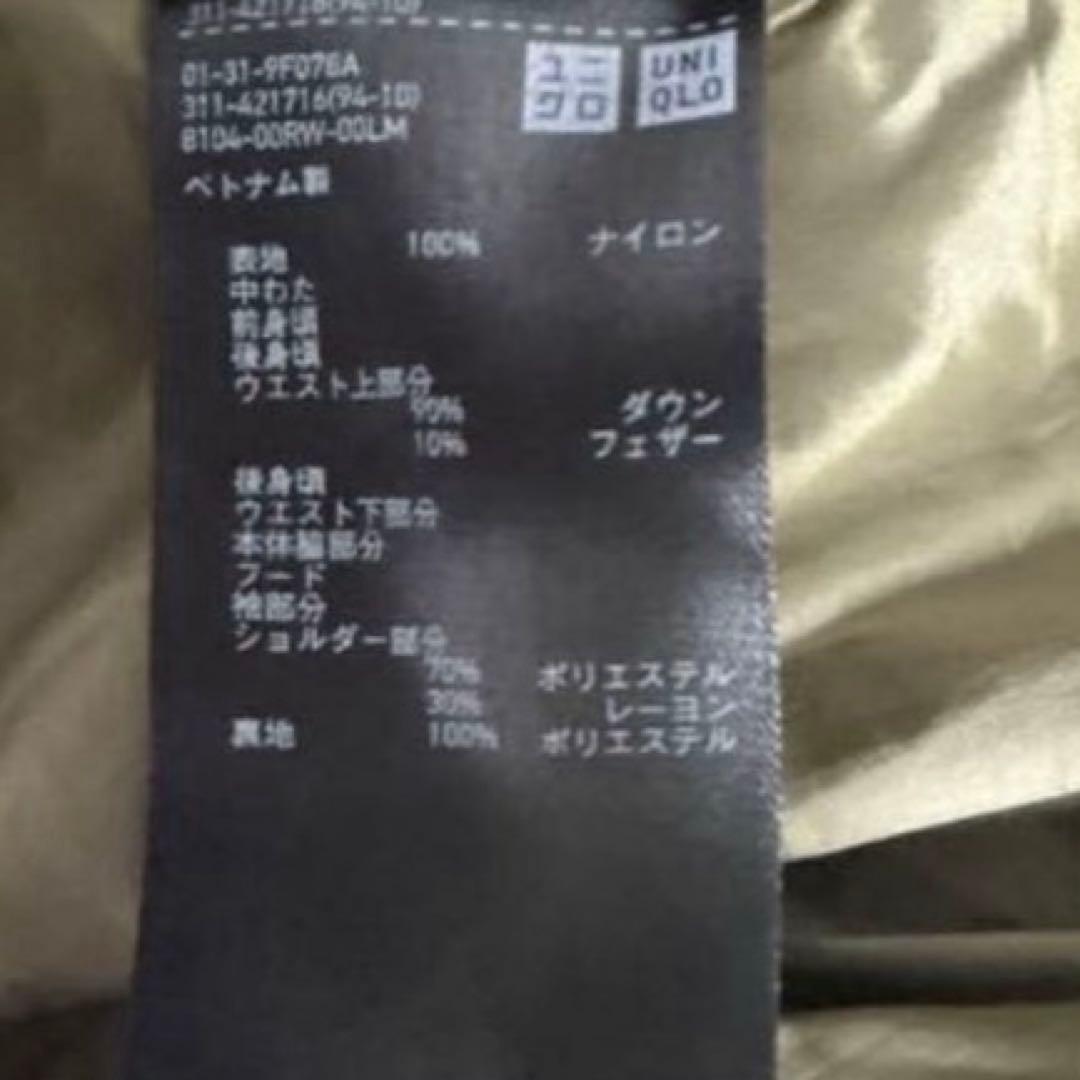 311-421716(94-10)
01-31-9F076A
311-421716(94-10)
8104-00RW-00LM
ユニクロ
UNIQLO
ベトナム製
表地 100% ナイロン
中わた
前身頃
後身頃
ウエスト上部分
90% ダウン
10% フェザー
後身頃
ウエスト下部分
本体脇部分
フード
袖部分
ショルダー部分
70% ポリエステル
30% レーヨン
裏地 100% ポリエステル